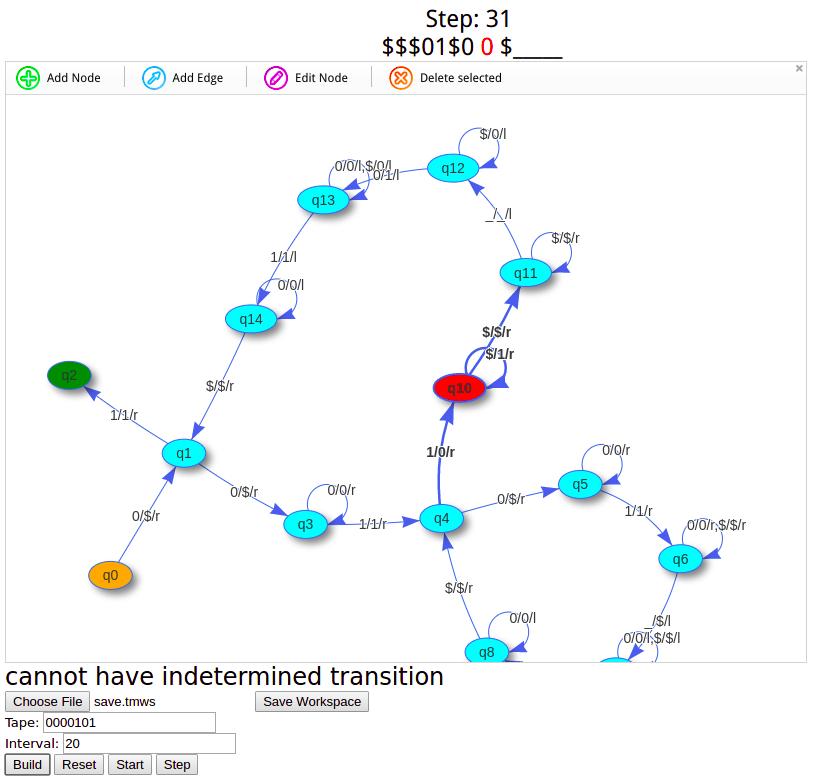 Step: 31
$$$01$0 0 $_____
Add Node
Add Edge
Edit Node
Delete selected
$/0/l
q12
0/0/l,$/0/l
0/1/l
q13
_/_/l
$/$/r
q11
1/1/l
0/0/l
q14
$/$/r
$/1/r
q10
q2
$/$/r
1/1/r
q1
1/0/r
0/0/r
q5
0/$/r
0/0/r
0/$/r
1/1/r
q3
1/1/r
q4
0/$/r
0/0/r,$/$/r
q6
q0
$/$/r
0/0/l
_/$/l
0/0/l,$/$/l
q8
cannot have indetermined transition
Choose File save.tmws Save Workspace
Tape: 0000101
Interval: 20
Build Reset Start Step